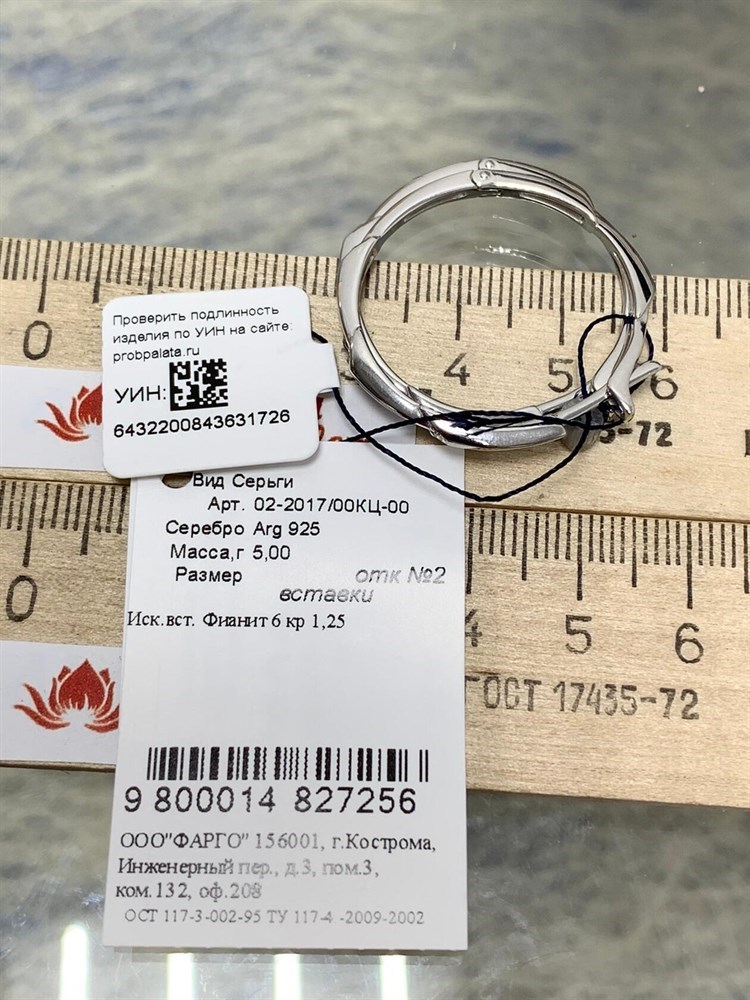 Проверить подлинность
изделия по УИН на сайте:
probpalata.ru
УИН:
6432200843631726
0 4 5 6
5-72
Вид Серьги
Арт. 02-2017/00КЦ-00
Серебро Arg 925
Масса,г 5,00
Размер отк №2
вставки
Иск.вст. Фианит 6 кр 1,25
0 4 5 6
ГОСТ 17435-72
9 800014 827256
ООО"ФАРГО" 156001, г.Кострома,
Инженерный пер., д.3, пом.3,
ком.132, оф.208
ОСТ 117-3-002-95 ТУ 117-4 -2009-2002